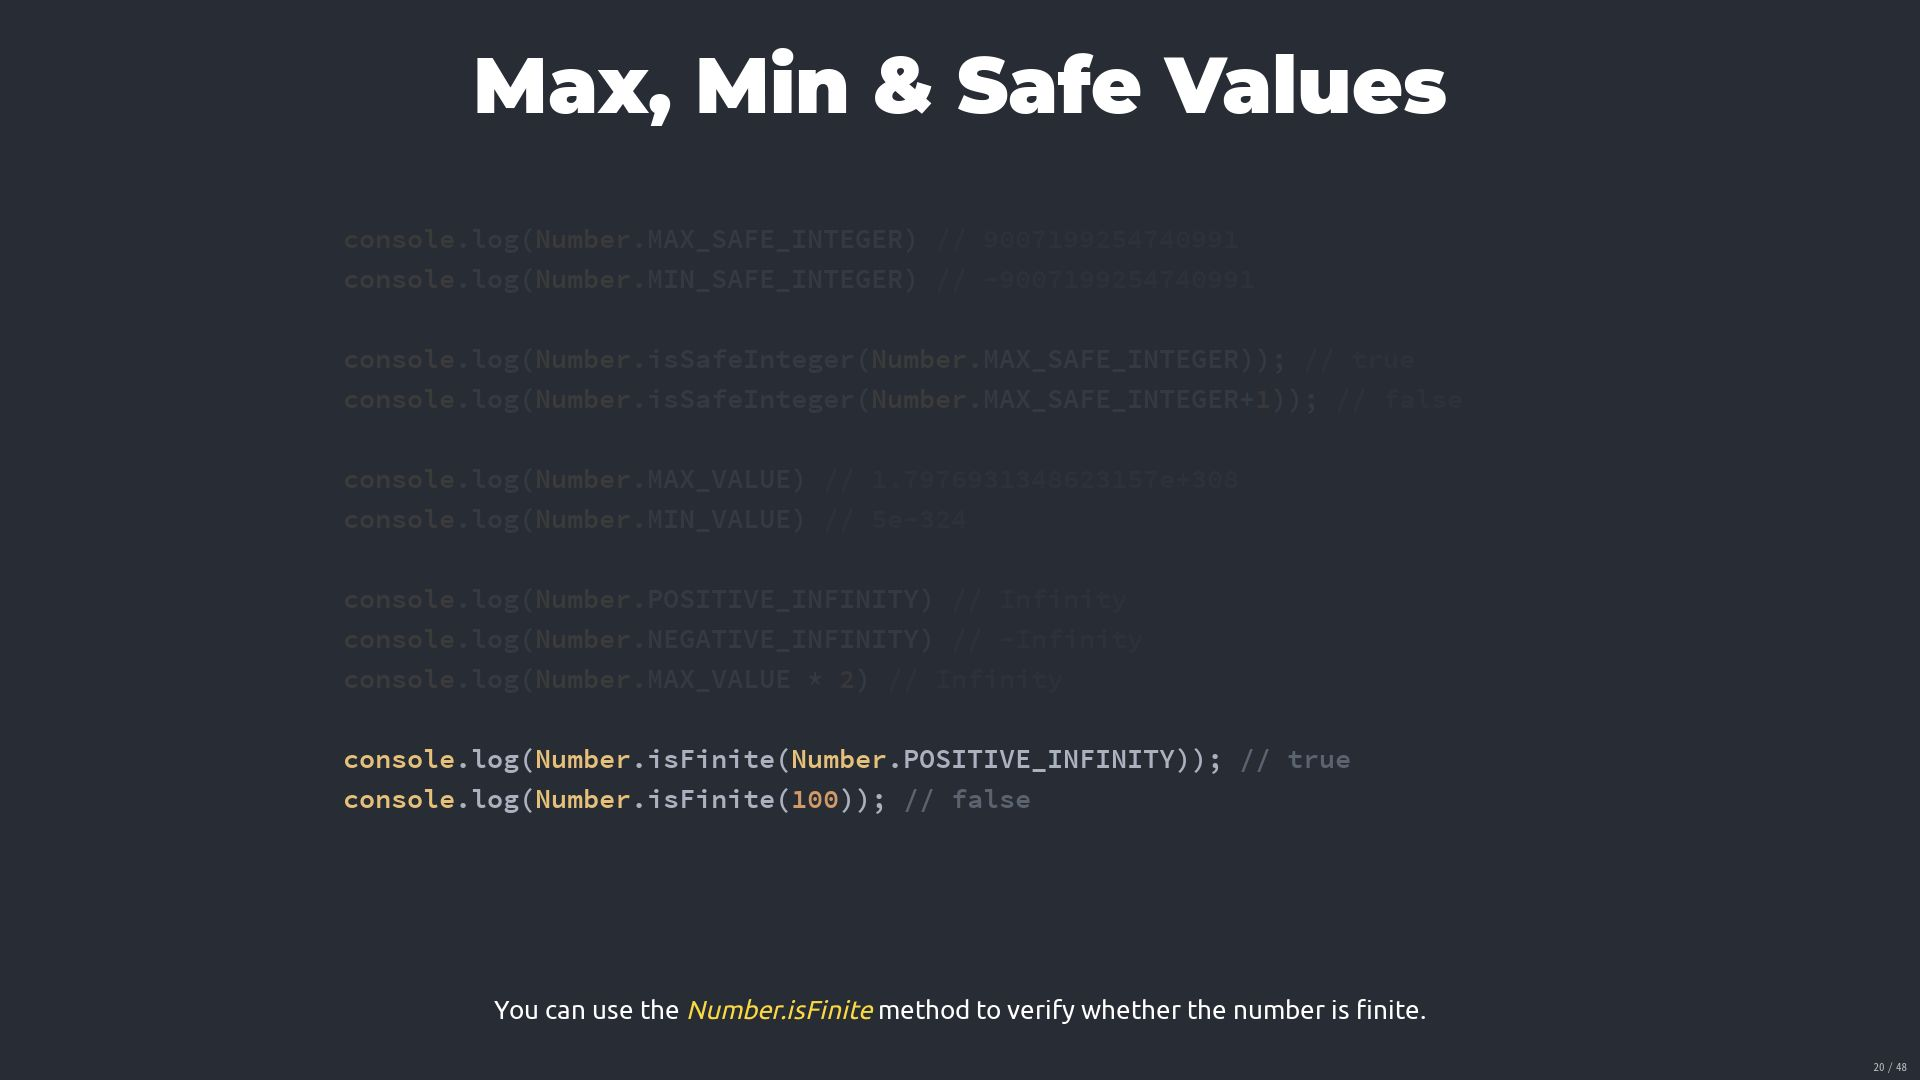 Max, Min & Safe Values
console.log(Number.MAX_SAFE_INTEGER) // 9007199254740991
console.log(Number.MIN_SAFE_INTEGER) // -9007199254740991
console.log(Number.isSafeInteger(Number.MAX_SAFE_INTEGER)); // true
console.log(Number.isSafeInteger(Number.MAX_SAFE_INTEGER+1)); // false
console.log(Number.MAX_VALUE) // 1.7976931348623157e+308
console.log(Number.MIN_VALUE) // 5e-324
console.log(Number.POSITIVE_INFINITY) // Infinity
console.log(Number.NEGATIVE_INFINITY) // -Infinity
console.log(Number.MAX_VALUE * 2) // Infinity
console.log(Number.isFinite(Number.POSITIVE_INFINITY)); // true
console.log(Number.isFinite(100)); // false
You can use the Number.isFinite method to verify whether the number is finite.
20 / 48